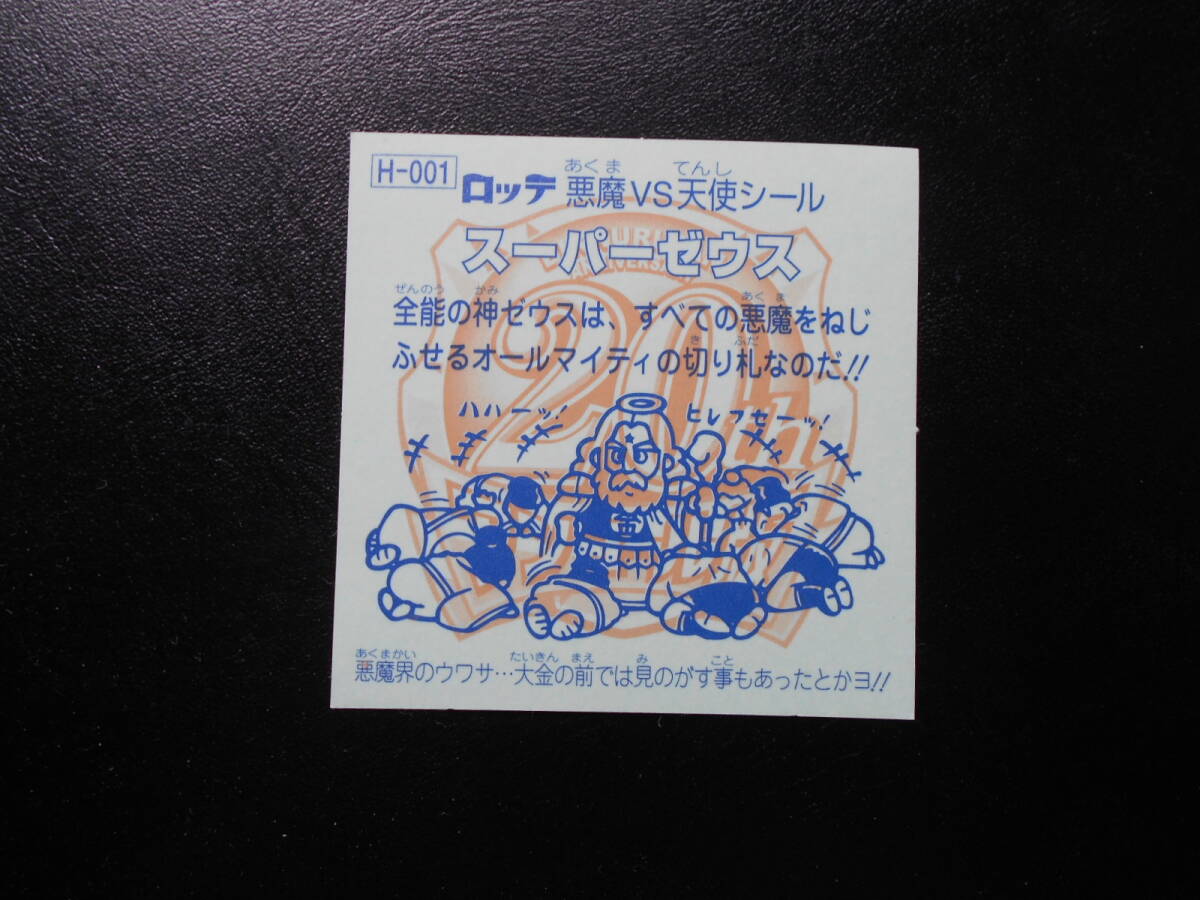 H-001 ロッテ 悪魔VS天使シール
あくま てんし
スーパーゼウス
ANNIVERSARY
20th
ぜんのう かみ あくま
全能の神ゼウスは、すべての悪魔をねじ
き ふだ
ふせるオールマイティの切り札なのだ!!
ハハーッ! ヒレフセーッ!
あくまかい たいきん まえ み こと
悪魔界のウワサ…大金の前では見のがす事もあったとかヨ!!